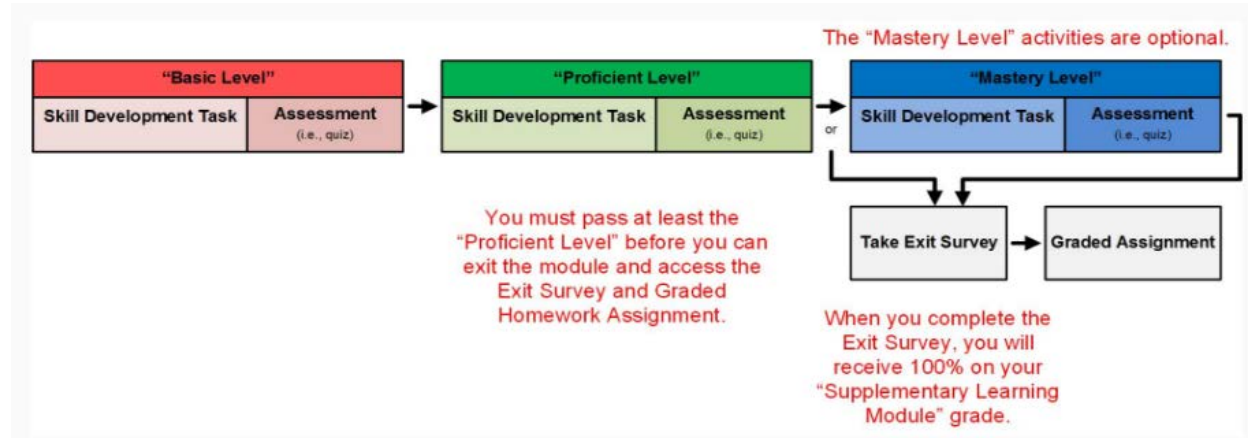 The “Mastery Level” activities are optional.
“Basic Level”
Skill Development Task
Assessment
(i.e., quiz)
“Proficient Level”
Skill Development Task
Assessment
(i.e., quiz)
or
“Mastery Level”
Skill Development Task
Assessment
(i.e., quiz)
You must pass at least the
“Proficient Level” before you can
exit the module and access the
Exit Survey and Graded
Homework Assignment.
Take Exit Survey
Graded Assignment
When you complete the
Exit Survey, you will
receive 100% on your
“Supplementary Learning
Module” grade.